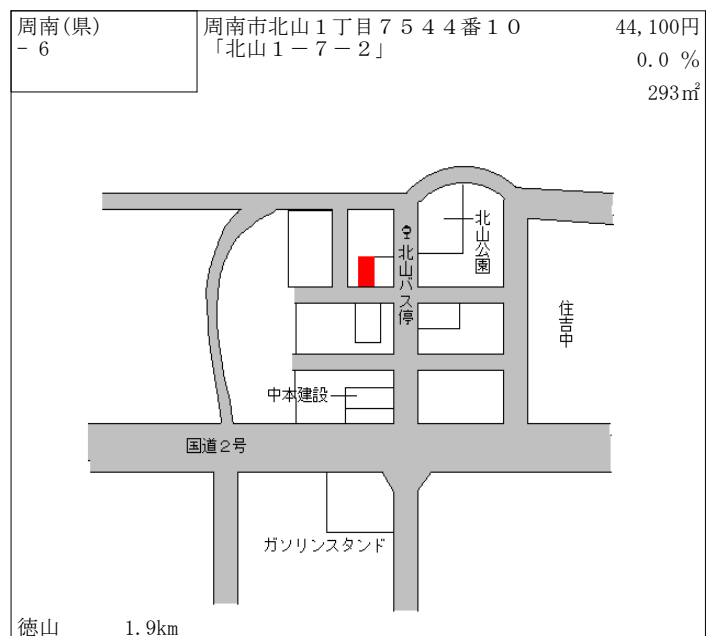 周南(県)
－6
周南市北山１丁目７５４４番１０
「北山１－７－２」
44,100円
0.0 %
293㎡
北山バス停
北山公園
住吉中
中本建設
国道２号
ガソリンスタンド
徳山 1.9km